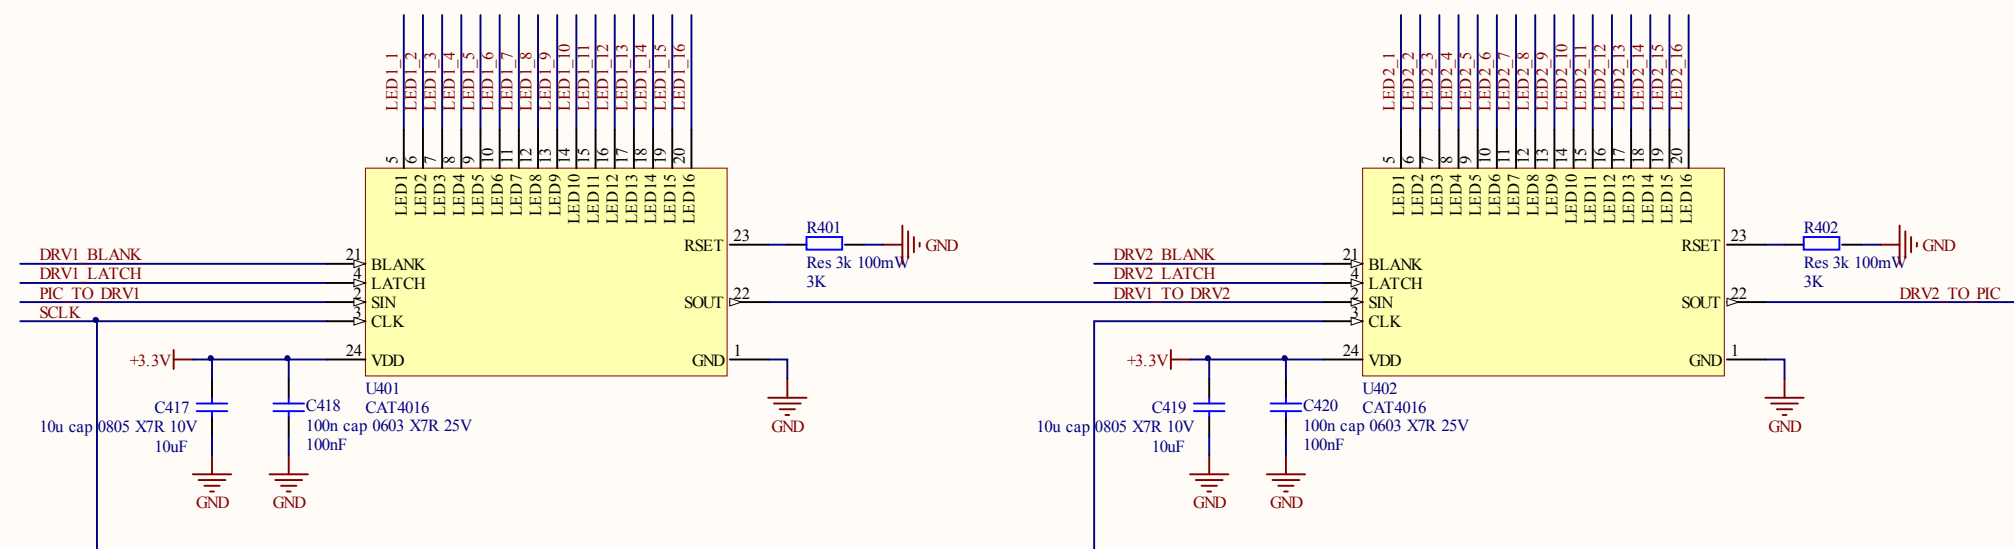 LED1_1
LED1_2
LED1_3
LED1_4
LED1_5
LED1_6
LED1_7
LED1_8
LED1_9
LED1_10
LED1_11
LED1_12
LED1_13
LED1_14
LED1_15
LED1_16
5
6
7
8
9
10
11
12
13
14
15
16
17
18
19
20
LED1
LED2
LED3
LED4
LED5
LED6
LED7
LED8
LED9
LED10
LED11
LED12
LED13
LED14
LED15
LED16
DRV1_BLANK
21
BLANK
DRV1_LATCH
4
LATCH
PIC_TO_DRV1
2
SIN
SCLK
3
CLK
+3.3V
24
VDD
RSET
23
R401
Res 3k 100mW
3K
GND
SOUT
22
GND
1
GND
U401
CAT4016
C417
10u cap 0805 X7R 10V
10uF
GND
C418
100n cap 0603 X7R 25V
100nF
GND
LED2_1
LED2_2
LED2_3
LED2_4
LED2_5
LED2_6
LED2_7
LED2_8
LED2_9
LED2_10
LED2_11
LED2_12
LED2_13
LED2_14
LED2_15
LED2_16
5
6
7
8
9
10
11
12
13
14
15
16
17
18
19
20
LED1
LED2
LED3
LED4
LED5
LED6
LED7
LED8
LED9
LED10
LED11
LED12
LED13
LED14
LED15
LED16
DRV2_BLANK
21
BLANK
DRV2_LATCH
4
LATCH
DRV1_TO_DRV2
2
SIN
3
CLK
+3.3V
24
VDD
RSET
23
R402
Res 3k 100mW
3K
GND
SOUT
22
DRV2_TO_PIC
GND
1
GND
U402
CAT4016
C419
10u cap 0805 X7R 10V
10uF
GND
C420
100n cap 0603 X7R 25V
100nF
GND